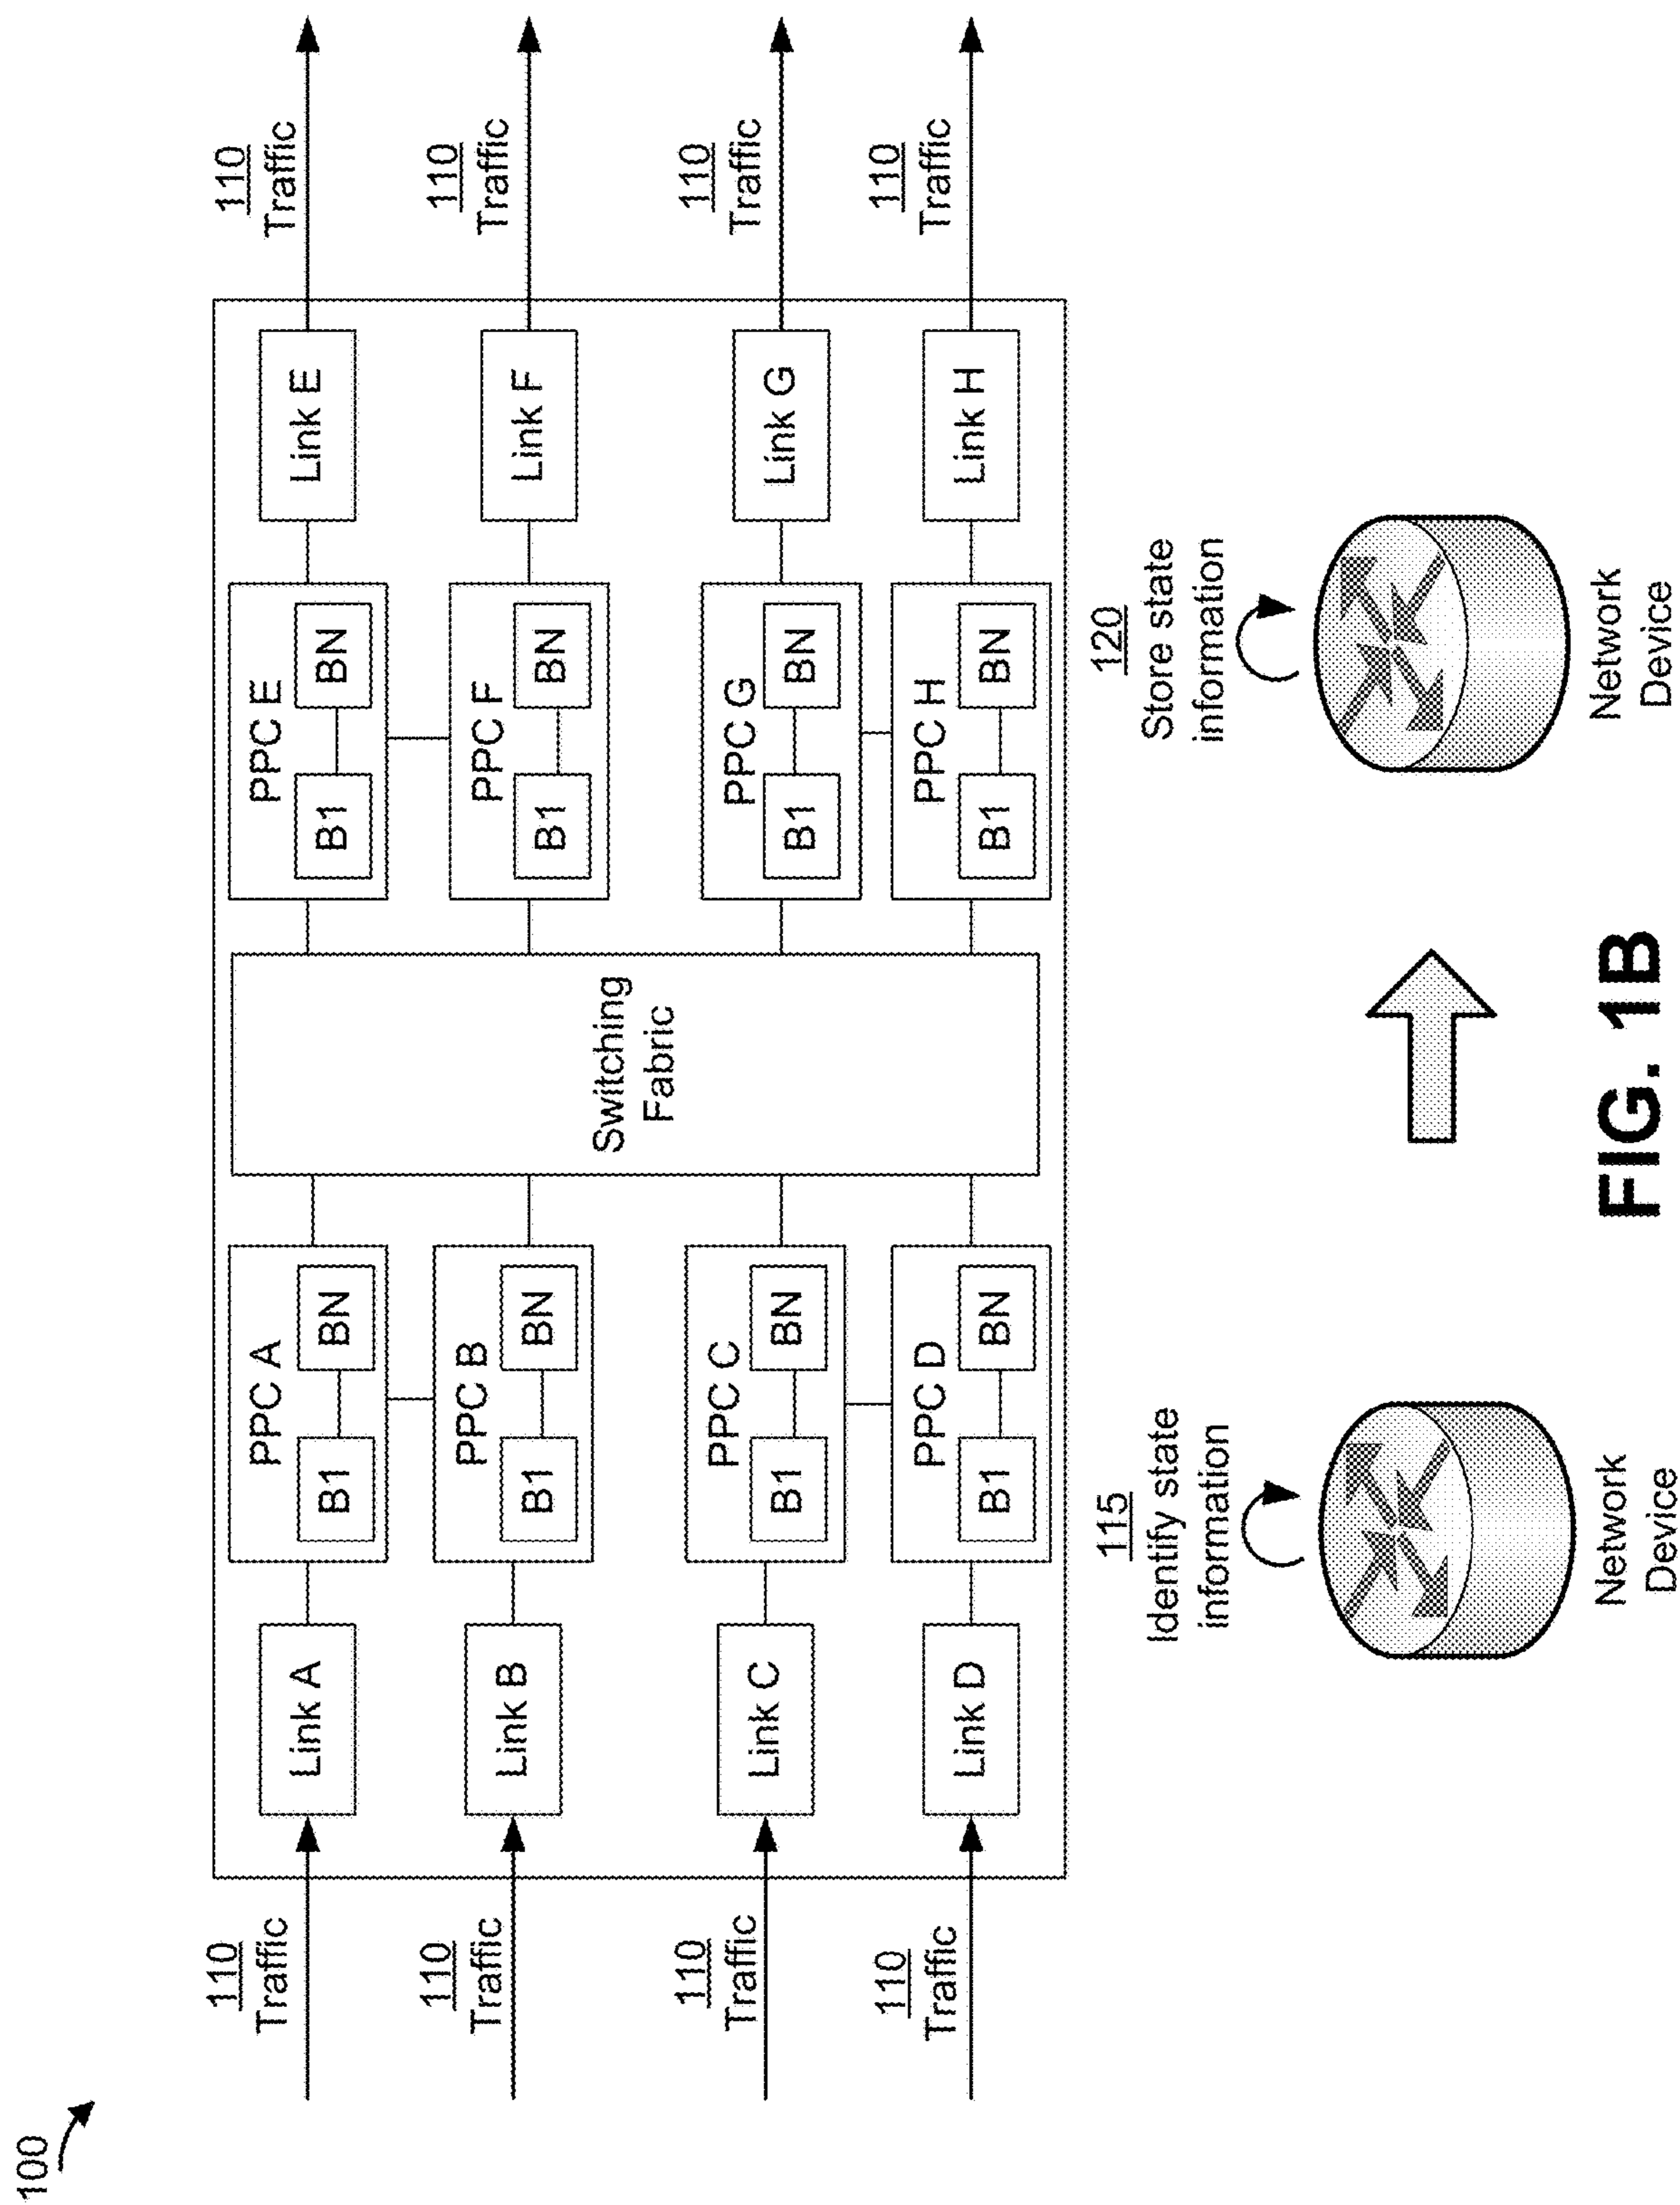 100
110
Traffic
110
Traffic
110
Traffic
110
Traffic
Link A
Link B
Link C
Link D
PPC A
B1
BN
PPC B
B1
BN
PPC C
B1
BN
PPC D
B1
BN
Switching
Fabric
PPC E
B1
BN
PPC F
B1
BN
PPC G
B1
BN
PPC H
B1
BN
Link E
Link F
Link G
Link H
110
Traffic
110
Traffic
110
Traffic
110
Traffic
115
Identify state
information
Network
Device
120
Store state
information
Network
Device
FIG. 1B